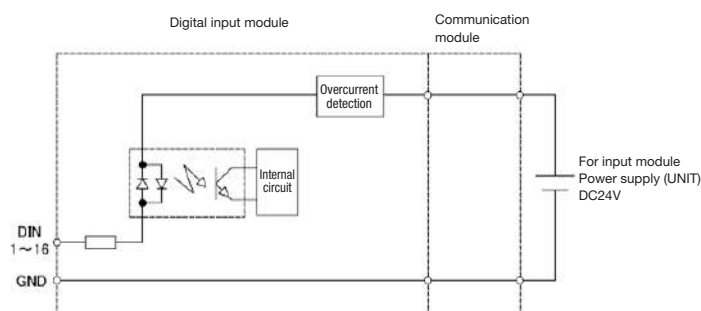 Digital input module
Communication
module
Overcurrent
detection
Internal
circuit
For input module
Power supply (UNIT)
DC24V
DIN
1～16
GND